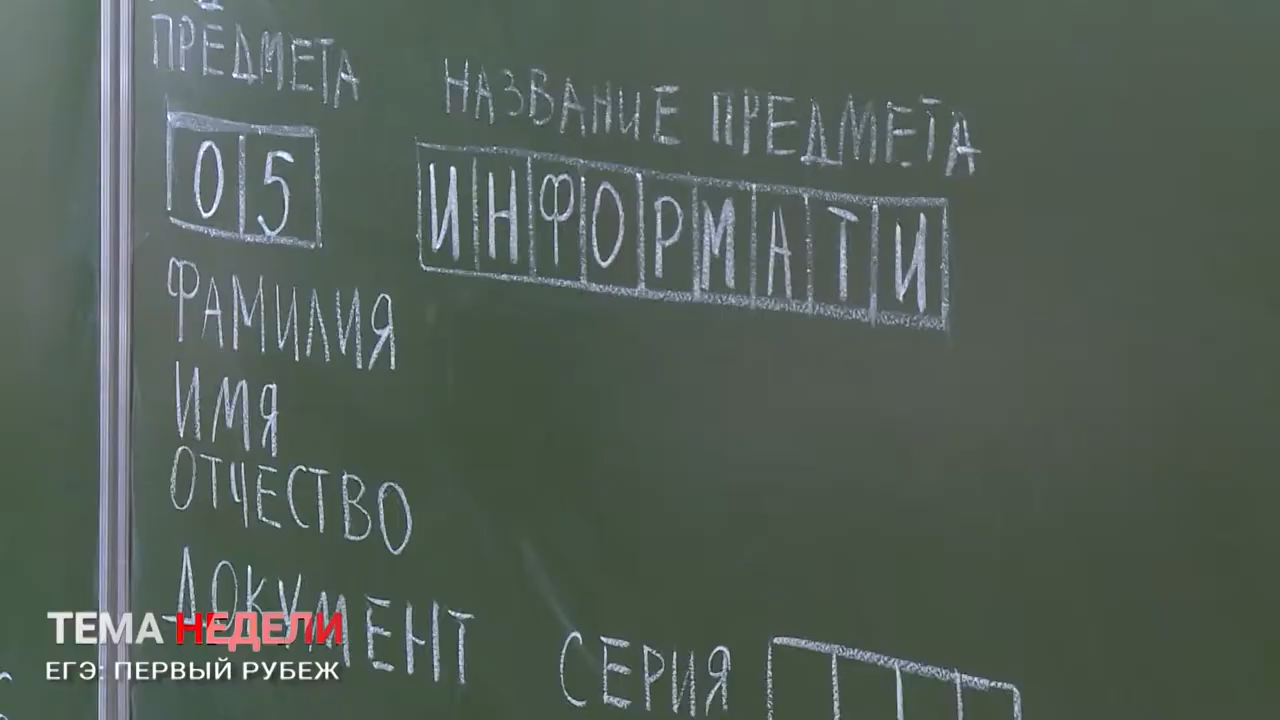 ПРЕДМЕТА
НАЗВАНИЕ ПРЕДМЕТА
05
ИНФОРМАТИ
ФАМИЛИЯ
ИМЯ
ОТЧЕСТВО
ДОКУМЕНТ
СЕРИЯ
ТЕМА НЕДЕЛИ
ЕГЭ: ПЕРВЫЙ РУБЕЖ